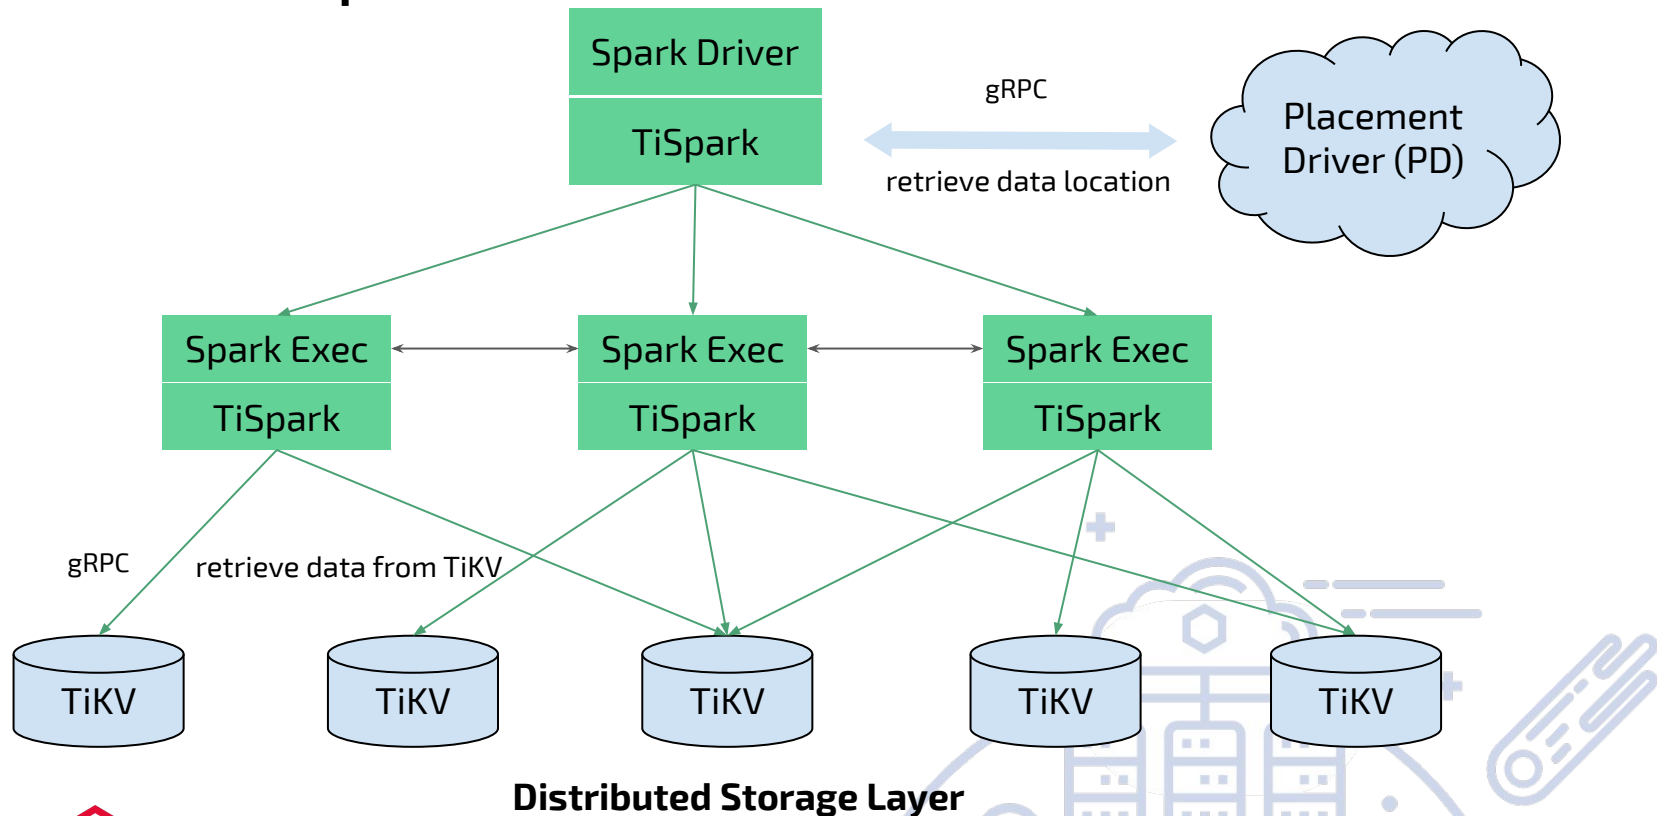 Spark Driver
TiSpark
gRPC
retrieve data location
Placement
Driver (PD)
Spark Exec
Spark Exec
Spark Exec
TiSpark
TiSpark
TiSpark
gRPC
retrieve data from TiKV
TiKV
TiKV
TiKV
TiKV
TiKV
Distributed Storage Layer